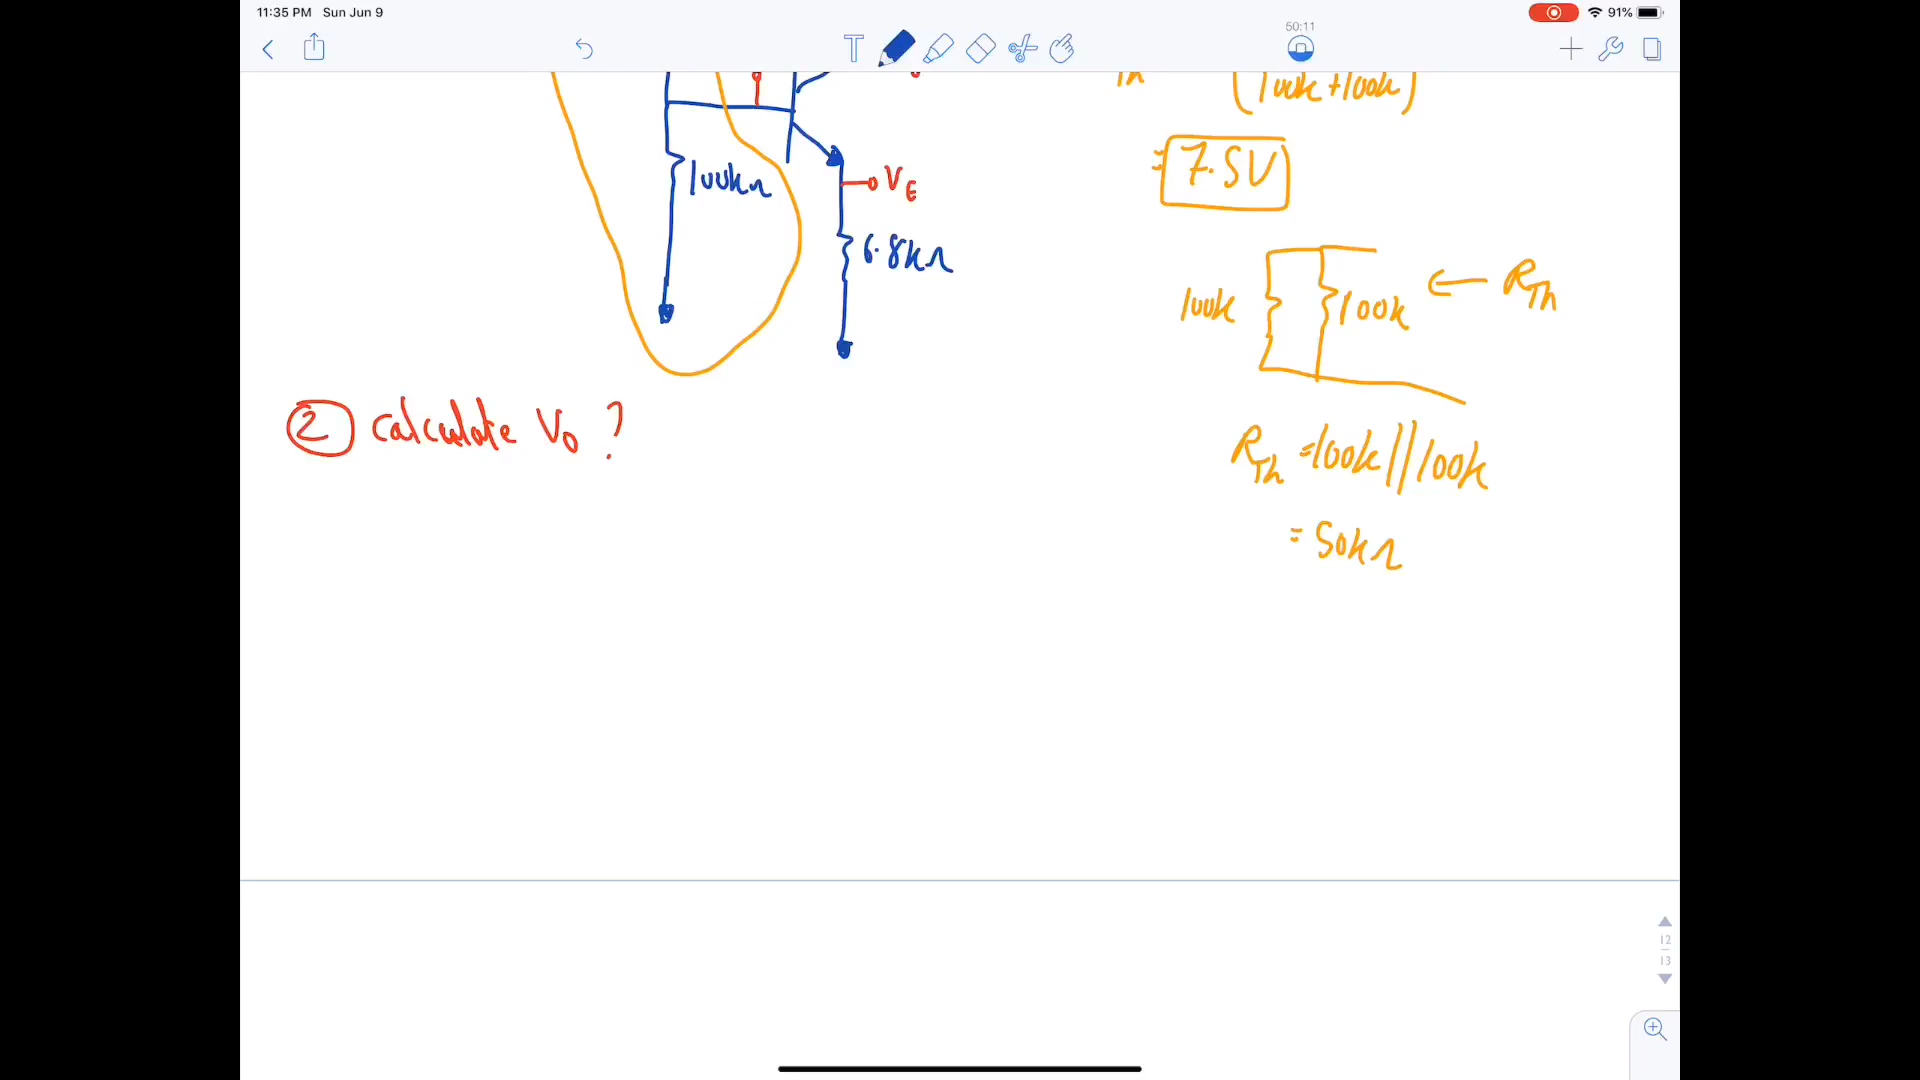 11:35 PM Sun Jun 9
91%
50:11
T
Th
(100k+100k)
= 7.5V
100kΩ
VE
6.8kΩ
100k
100k
← RTh
② Calculate Vo ?
RTh =100k//100k
= 50kΩ
12
13